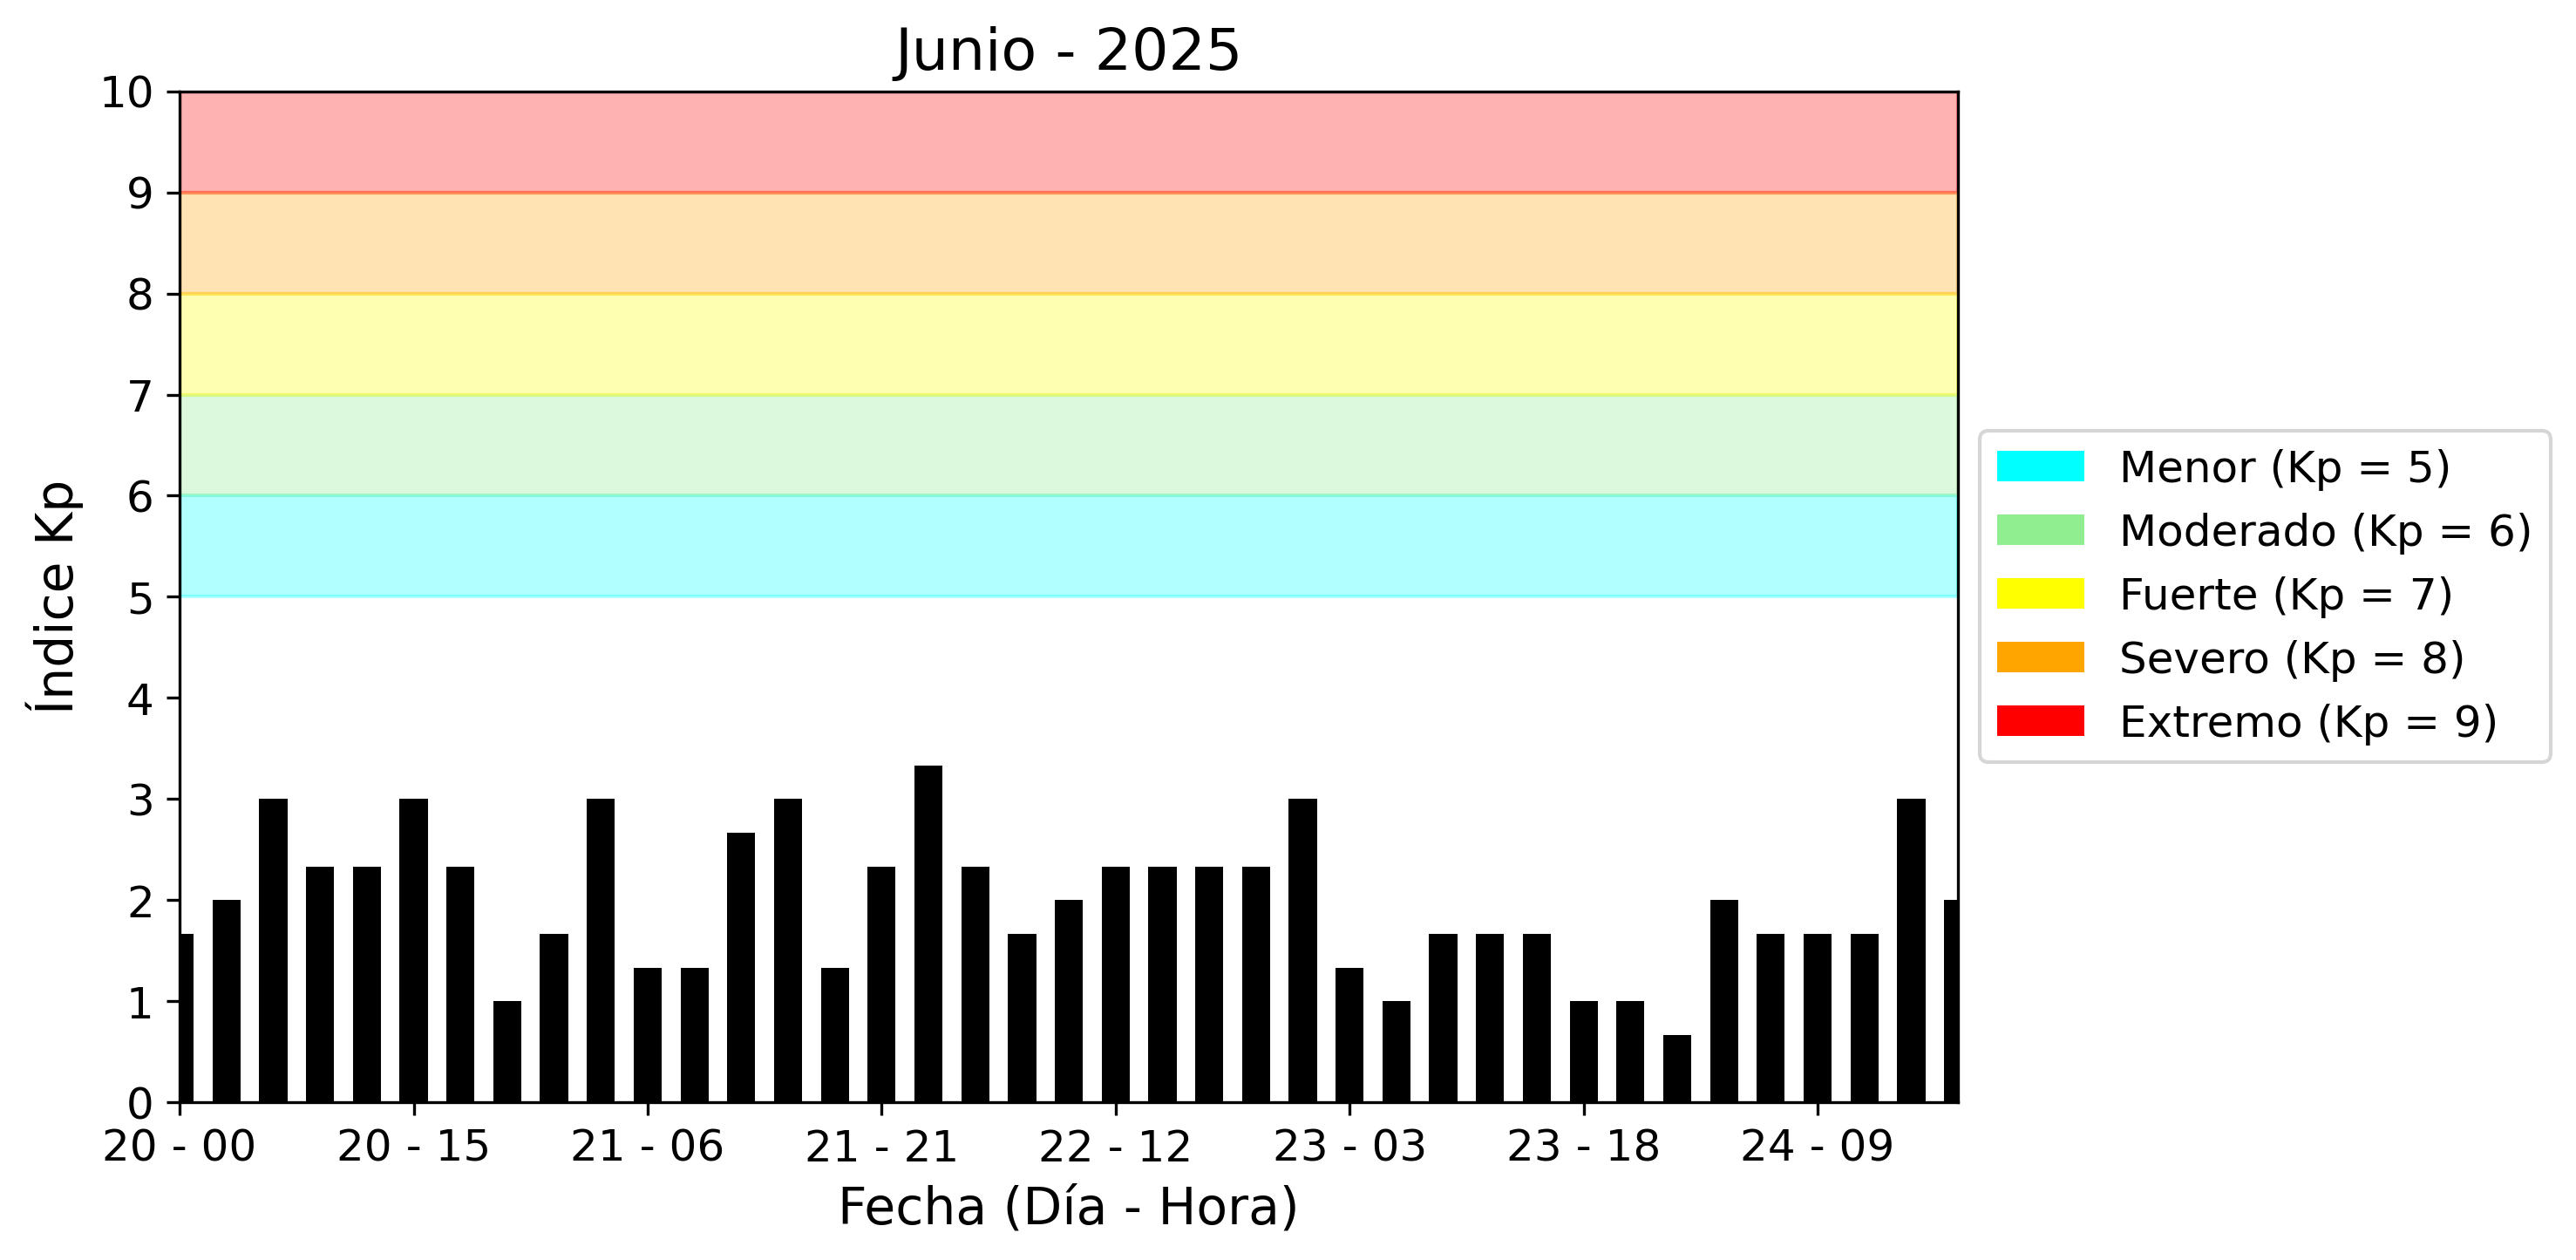 Junio - 2025
10
9
8
7
6
5
4
3
2
1
0
Índice Kp
20 - 00 20 - 15 21 - 06 21 - 21 22 - 12 23 - 03 23 - 18 24 - 09
Fecha (Día - Hora)
Menor (Kp = 5)
Moderado (Kp = 6)
Fuerte (Kp = 7)
Severo (Kp = 8)
Extremo (Kp = 9)